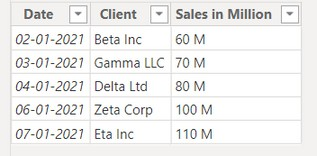 Date Client Sales in Million
02-01-2021 Beta Inc 60 M
03-01-2021 Gamma LLC 70 M
04-01-2021 Delta Ltd 80 M
06-01-2021 Zeta Corp 100 M
07-01-2021 Eta Inc 110 M